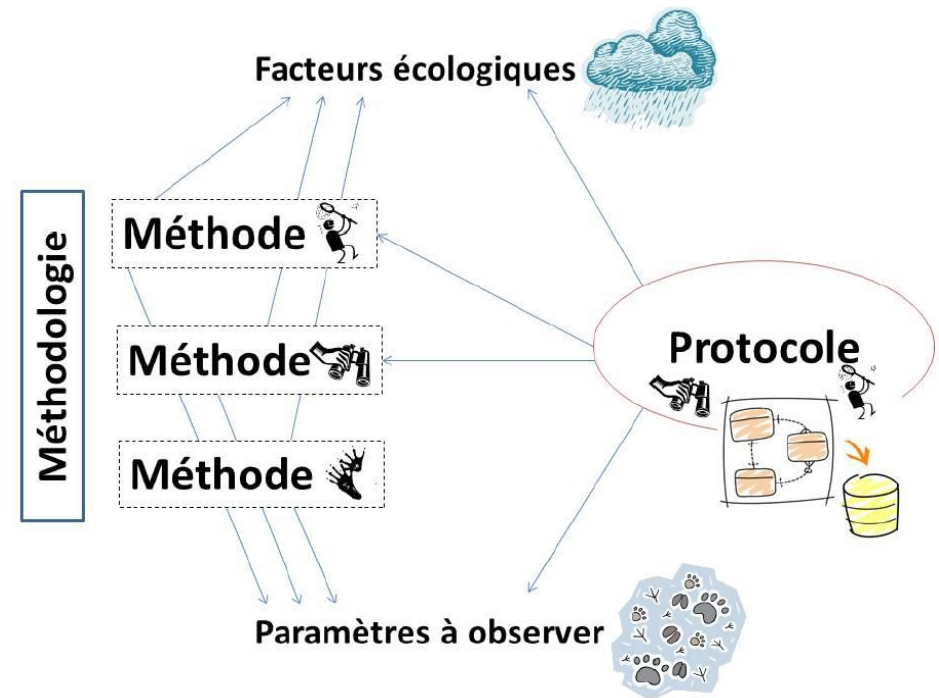 Facteurs écologiques
Méthodologie
Méthode
Méthode
Méthode
Protocole
Paramètres à observer